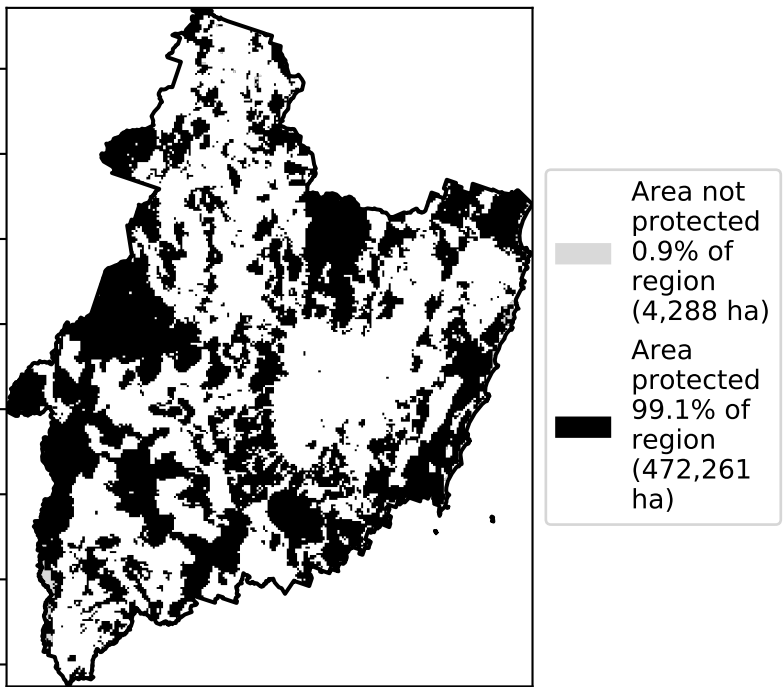 Area not
protected
0.9% of
region
(4,288 ha)
Area
protected
99.1% of
region
(472,261
ha)